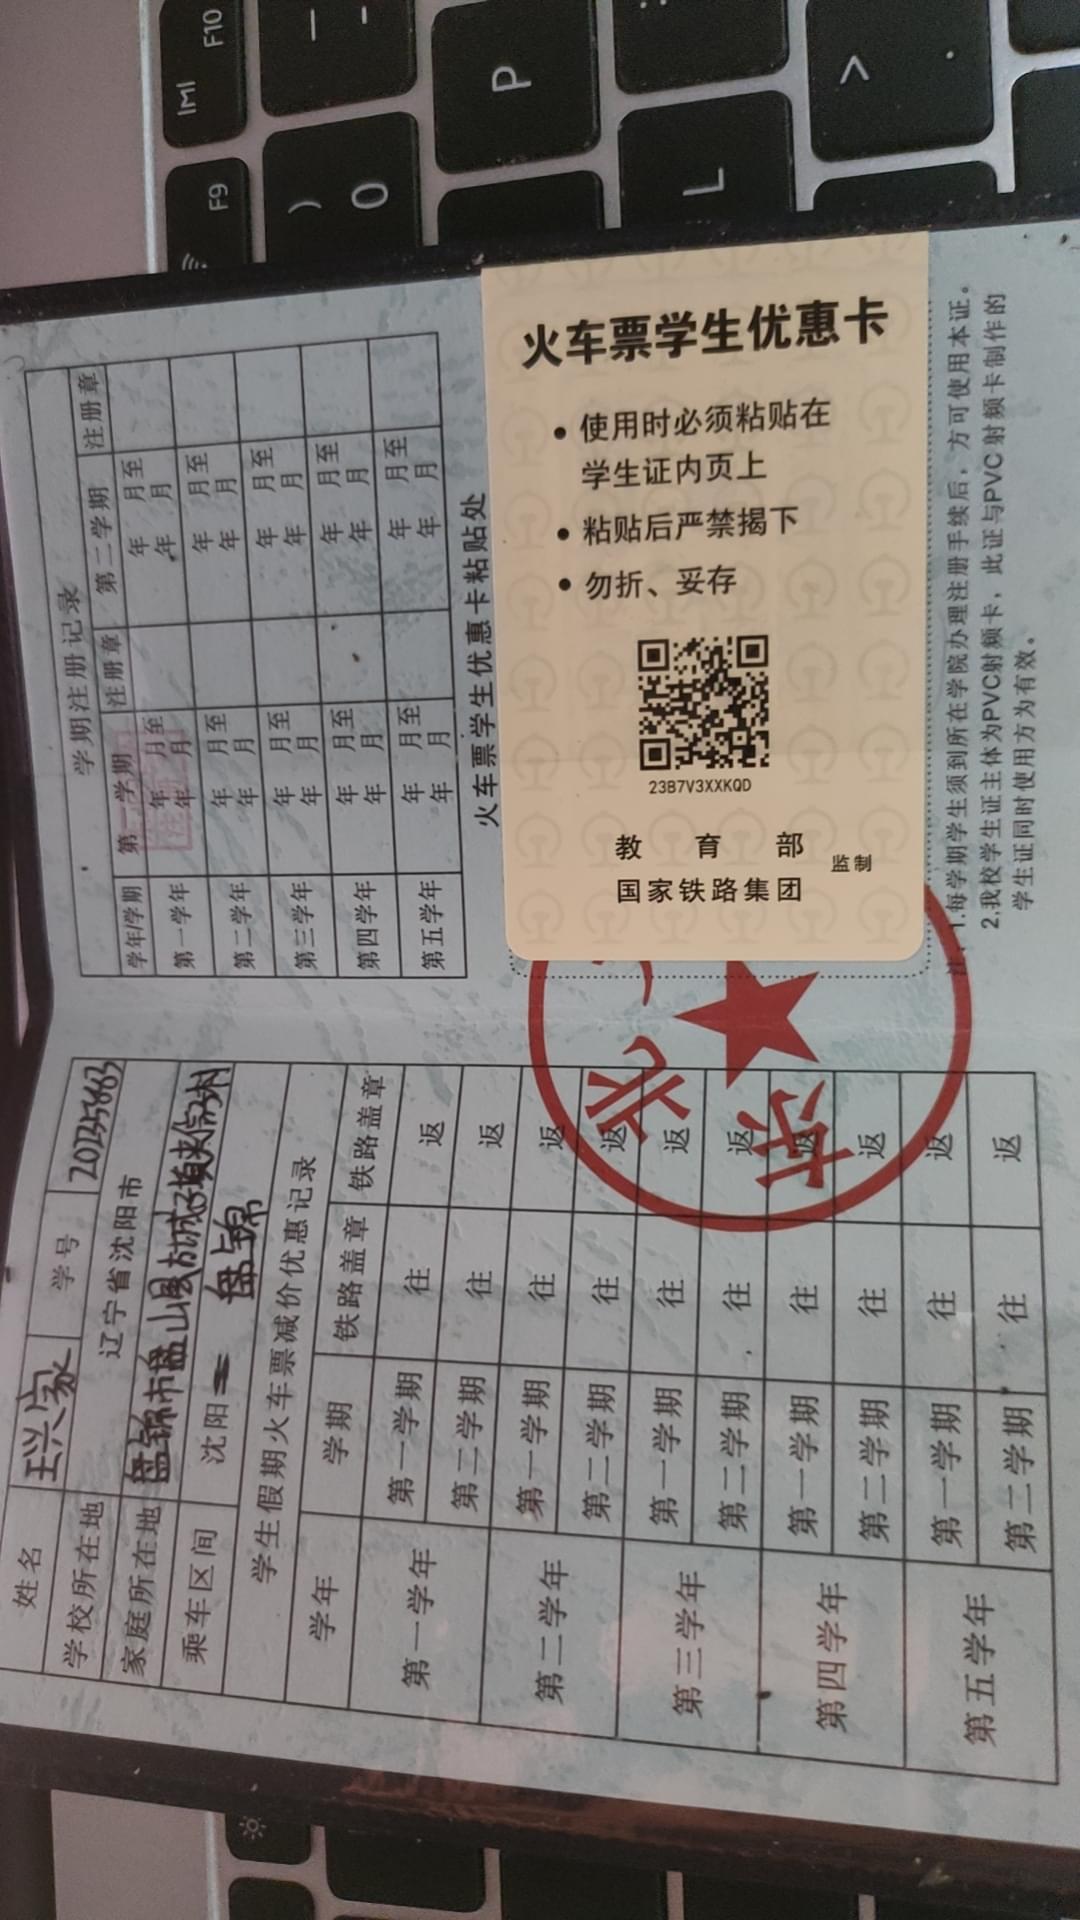 姓名 王兴家 学号 20235663
学校所在地 辽宁省沈阳市
家庭所在地 盘锦市盘山县 村
乘车区间 沈阳 — 盘锦
学生假期火车票减价优惠记录
学年 学期 铁路盖章 铁路盖章
第一学年 第一学期 往 返
第二学期 往 返
第二学年 第一学期 往 返
第二学期 往 返
第三学年 第一学期 往 返
第二学期 往 返
第四学年 第一学期 往 返
第二学期 往 返
第五学年 第一学期 往 返
第二学期 往 返
东北
学期注册记录
学年/学期 第一学期 注册章 第二学期 注册章
第一学年 年 月至 年 月 年 月至 年 月
第二学年 年 月至 年 月 年 月至 年 月
第三学年 年 月至 年 月 年 月至 年 月
第四学年 年 月至 年 月 年 月至 年 月
第五学年 年 月至 年 月 年 月至 年 月
火车票学生优惠卡粘贴处
火车票学生优惠卡
• 使用时必须粘贴在
学生证内页上
• 粘贴后严禁揭下
• 勿折、妥存
23B7V3XXKQD
教 育 部
国家铁路集团 监制
注：1.每学期学生须到所在学院办理注册手续后，方可使用本证。
2.我校学生证主体为PVC射频卡，此证与PVC射频卡制作的
学生证同时使用方为有效。
F9
F10
)
0
P
L
>
.